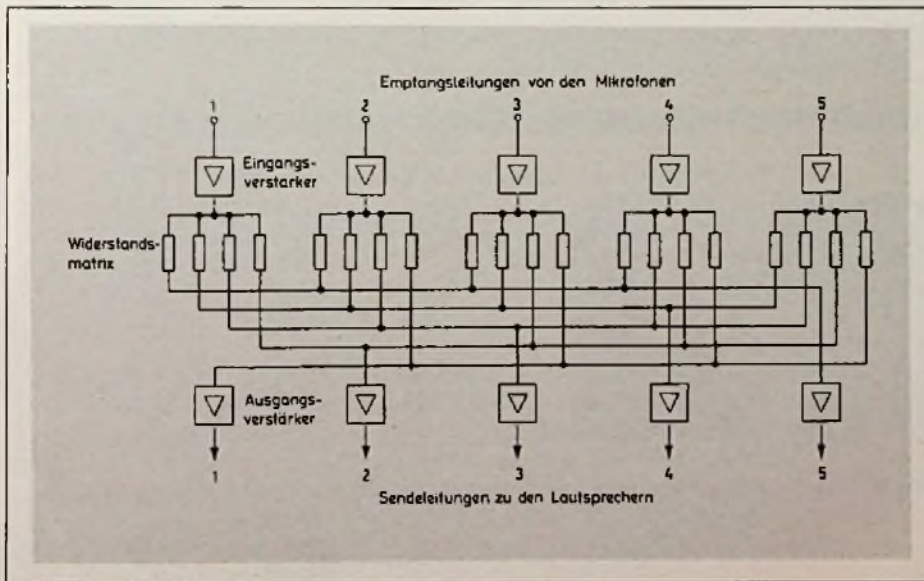 Empfangsleitungen von den Mikrofonen
1 2 3 4 5
Eingangs-
verstärker
Widerstands-
matrix
Ausgangs-
verstärker
1 2 3 4 5
Sendeleitungen zu den Lautsprechern